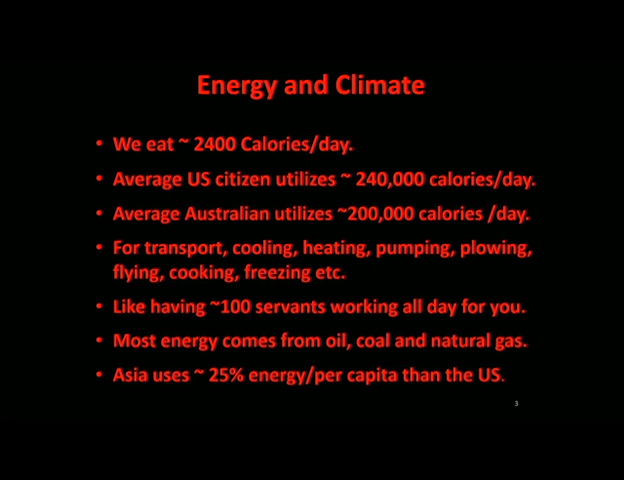 Energy and Climate
• We eat ~ 2400 Calories/day.
• Average US citizen utilizes ~ 240,000 calories/day.
• Average Australian utilizes ~200,000 calories /day.
• For transport, cooling, heating, pumping, plowing,
flying, cooking, freezing etc.
• Like having ~100 servants working all day for you.
• Most energy comes from oil, coal and natural gas.
• Asia uses ~ 25% energy/per capita than the US.
3